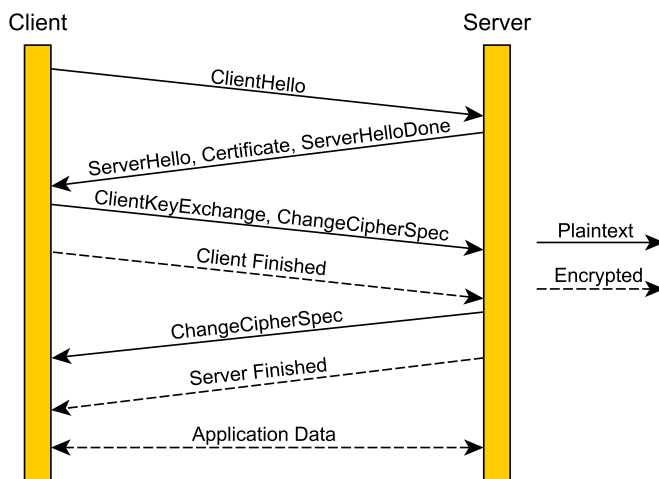 Client
Server
ClientHello
ServerHello, Certificate, ServerHelloDone
ClientKeyExchange, ChangeCipherSpec
Plaintext
Client Finished
Encrypted
ChangeCipherSpec
Server Finished
Application Data